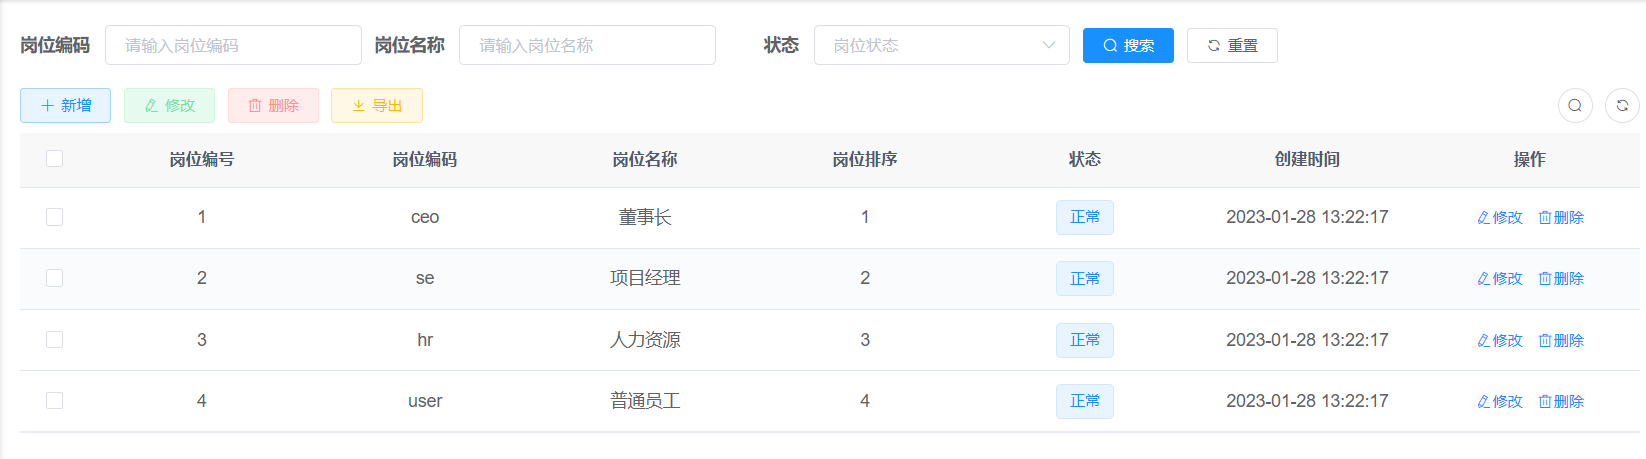 岗位编码 请输入岗位编码 岗位名称 请输入岗位名称 状态 岗位状态 搜索 重置
新增 修改 删除 导出
岗位编号 岗位编码 岗位名称 岗位排序 状态 创建时间 操作
1 ceo 董事长 1 正常 2023-01-28 13:22:17 修改 删除
2 se 项目经理 2 正常 2023-01-28 13:22:17 修改 删除
3 hr 人力资源 3 正常 2023-01-28 13:22:17 修改 删除
4 user 普通员工 4 正常 2023-01-28 13:22:17 修改 删除